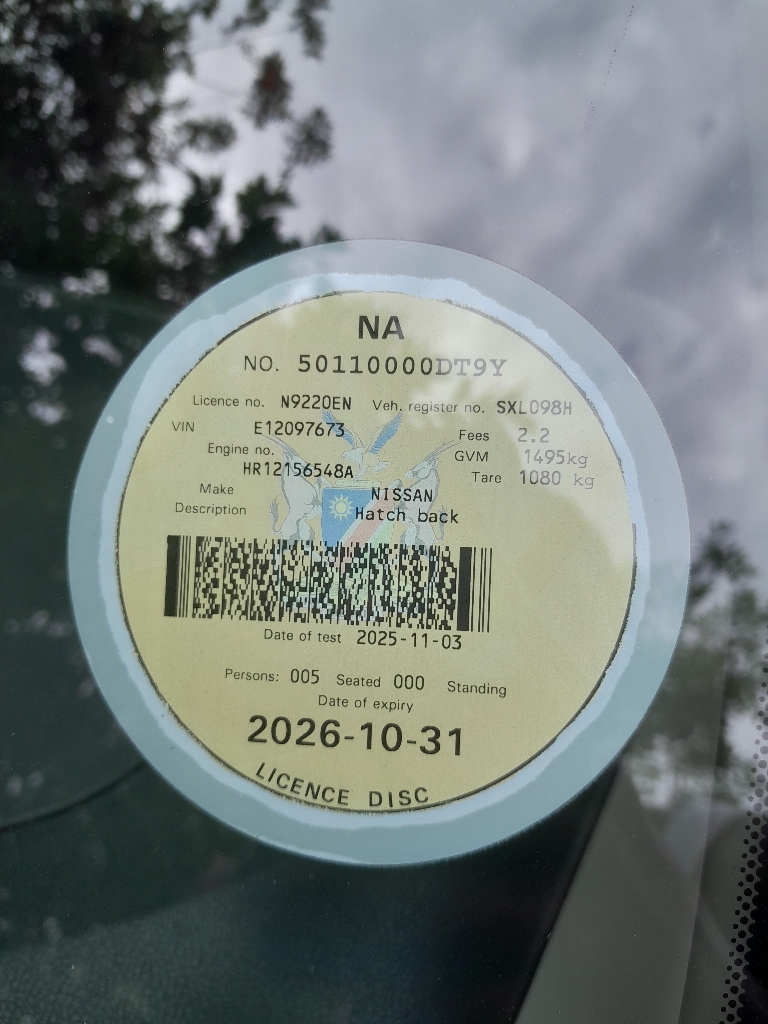 NA
NO. 50110000DT9Y
Licence no. N9220EN Veh. register no. SXL098H
VIN E12097673 Fees 2.2
Engine no. GVM 1495kg
HR12156548A Tare 1080 kg
Make NISSAN
Description Hatch back
Date of test 2025-11-03
Persons: 005 Seated 000 Standing
Date of expiry
2026-10-31
LICENCE DISC